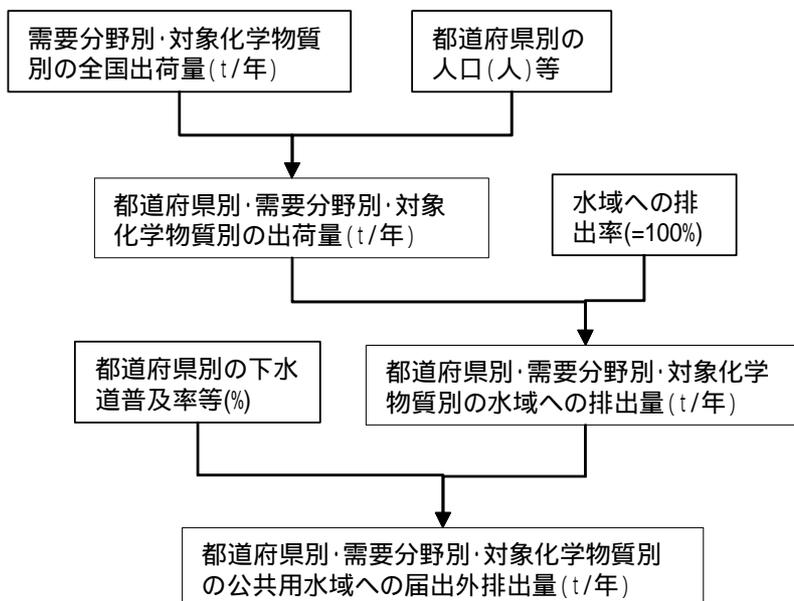 需要分野別・対象化学物質
別の全国出荷量(t/年)
都道府県別の
人口(人)等
都道府県別・需要分野別・対象
化学物質別の出荷量(t/年)
水域への排
出率(=100%)
都道府県別の下水
道普及率等(%)
都道府県別・需要分野別・対象化学
物質別の水域への排出量(t/年)
都道府県別・需要分野別・対象化学物質別
の公共用水域への届出外排出量(t/年)